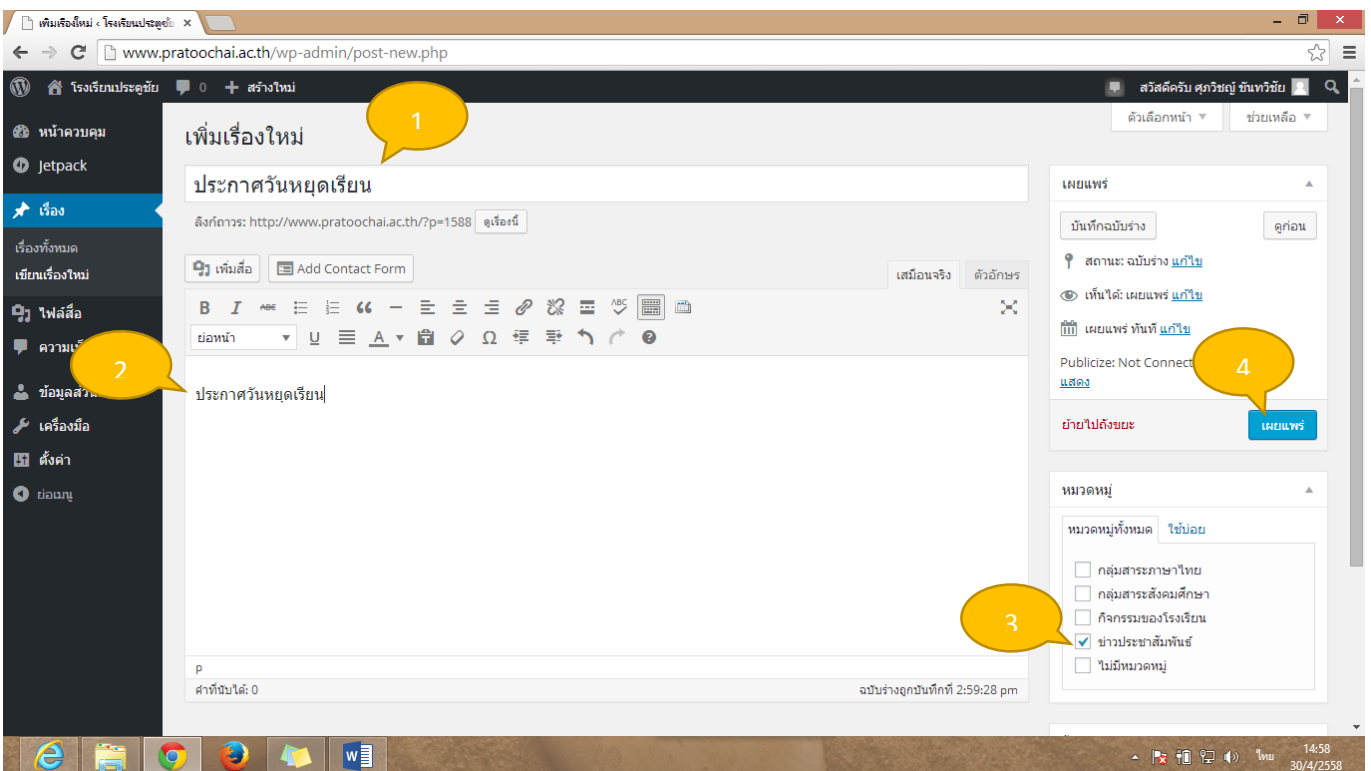 เพิ่มเรื่องใหม่ ‹ โรงเรียนประตูชัย
www.pratoochai.ac.th/wp-admin/post-new.php
โรงเรียนประตูชัย 0 + สร้างใหม่ สวัสดีครับ ศุภวิชญ์ ขันทวิชัย
ตัวเลือกหน้า ช่วยเหลือ
หน้าควบคุม
Jetpack
เรื่อง
เรื่องทั้งหมด
เขียนเรื่องใหม่
ไฟล์สื่อ
ข้อมูลส่วน
เครื่องมือ
ตั้งค่า
ย่อเมนู
เพิ่มเรื่องใหม่
1
ประกาศวันหยุดเรียน
ลิงก์ถาวร: http://www.pratoochai.ac.th/?p=1588 ดูเรื่องนี้
เพิ่มสื่อ Add Contact Form
เสมือนจริง ตัวอักษร
B I ABC ABC
ย่อหน้า U A T Ω
2
ประกาศวันหยุดเรียน
p
คำที่นับได้: 0 ฉบับร่างถูกบันทึกที่ 2:59:28 pm
เผยแพร่
บันทึกฉบับร่าง ดูก่อน
สถานะ: ฉบับร่าง แก้ไข
เห็นได้: เผยแพร่ แก้ไข
เผยแพร่ ทันที แก้ไข
Publicize: Not Connect
แสดง
4
ย้ายไปถังขยะ เผยแพร่
หมวดหมู่
หมวดหมู่ทั้งหมด ใช้บ่อย
กลุ่มสาระภาษาไทย
กลุ่มสาระสังคมศึกษา
กิจกรรมของโรงเรียน
3
ข่าวประชาสัมพันธ์
ไม่มีหมวดหมู่
ไทย 14:58
30/4/2558